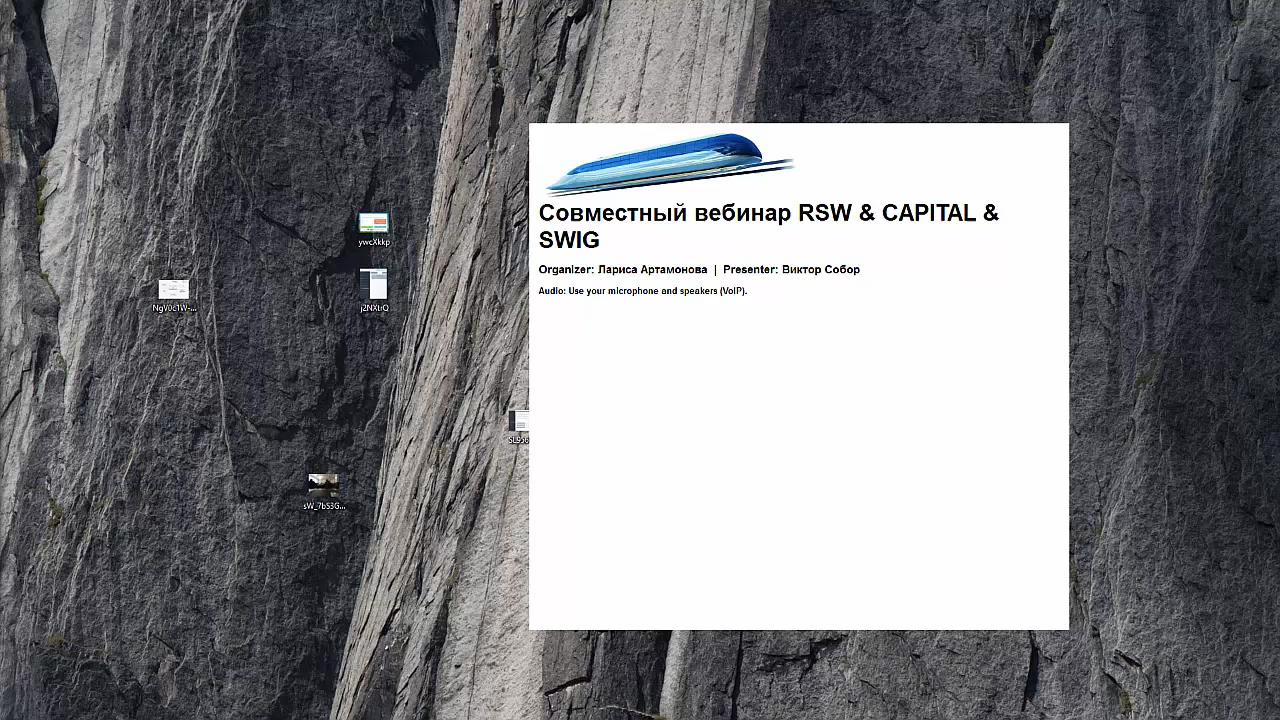 Совместный вебинар RSW & CAPITAL &
SWIG
Organizer: Лариса Артамонова | Presenter: Виктор Собор
Audio: Use your microphone and speakers (VoIP).
ywcXkkp